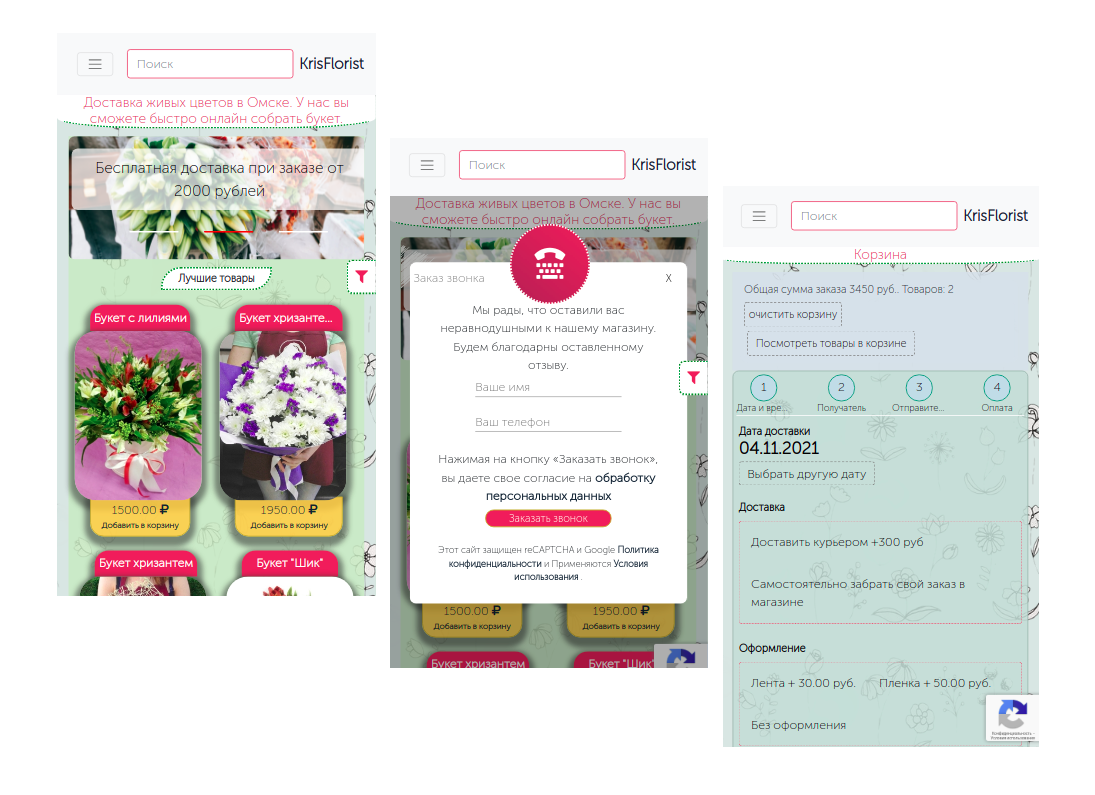 Поиск
KrisFlorist
Доставка живых цветов в Омске. У нас вы
сможете быстро онлайн собрать букет.
Бесплатная доставка при заказе от
2000 рублей
Лучшие товары
Букет с лилиями
Букет хризанте...
1500.00 ₽
Добавить в корзину
1950.00 ₽
Добавить в корзину
Букет хризантем
Букет "Шик"
Поиск
KrisFlorist
Доставка живых цветов в Омске. У нас вы
сможете быстро онлайн собрать букет.
Заказ звонка
X
Мы рады, что оставили вас
неравнодушными к нашему магазину.
Будем благодарны оставленному
отзыву.
Ваше имя
Ваш телефон
Нажимая на кнопку «Заказать звонок»,
вы даете свое согласие на обработку
персональных данных
Заказать звонок
Этот сайт защищен reCAPTCHA и Google Политика
конфиденциальности и Применяются Условия
использования .
1500.00 ₽
Добавить в корзину
1950.00 ₽
Добавить в корзину
Букет хризантем
Букет "Шик"
Поиск
KrisFlorist
Корзина
Общая сумма заказа 3450 руб.. Товаров: 2
очистить корзину
Посмотреть товары в корзине
1
2
3
4
Дата и вре...
Получатель
Отправите...
Оплата
Дата доставки
04.11.2021
Выбрать другую дату
Доставка
Доставить курьером +300 руб
Самостоятельно забрать свой заказ в
магазине
Оформление
Лента + 30.00 руб.
Пленка + 50.00 руб.
Без оформления
Конфиденциальность -
Условия использования